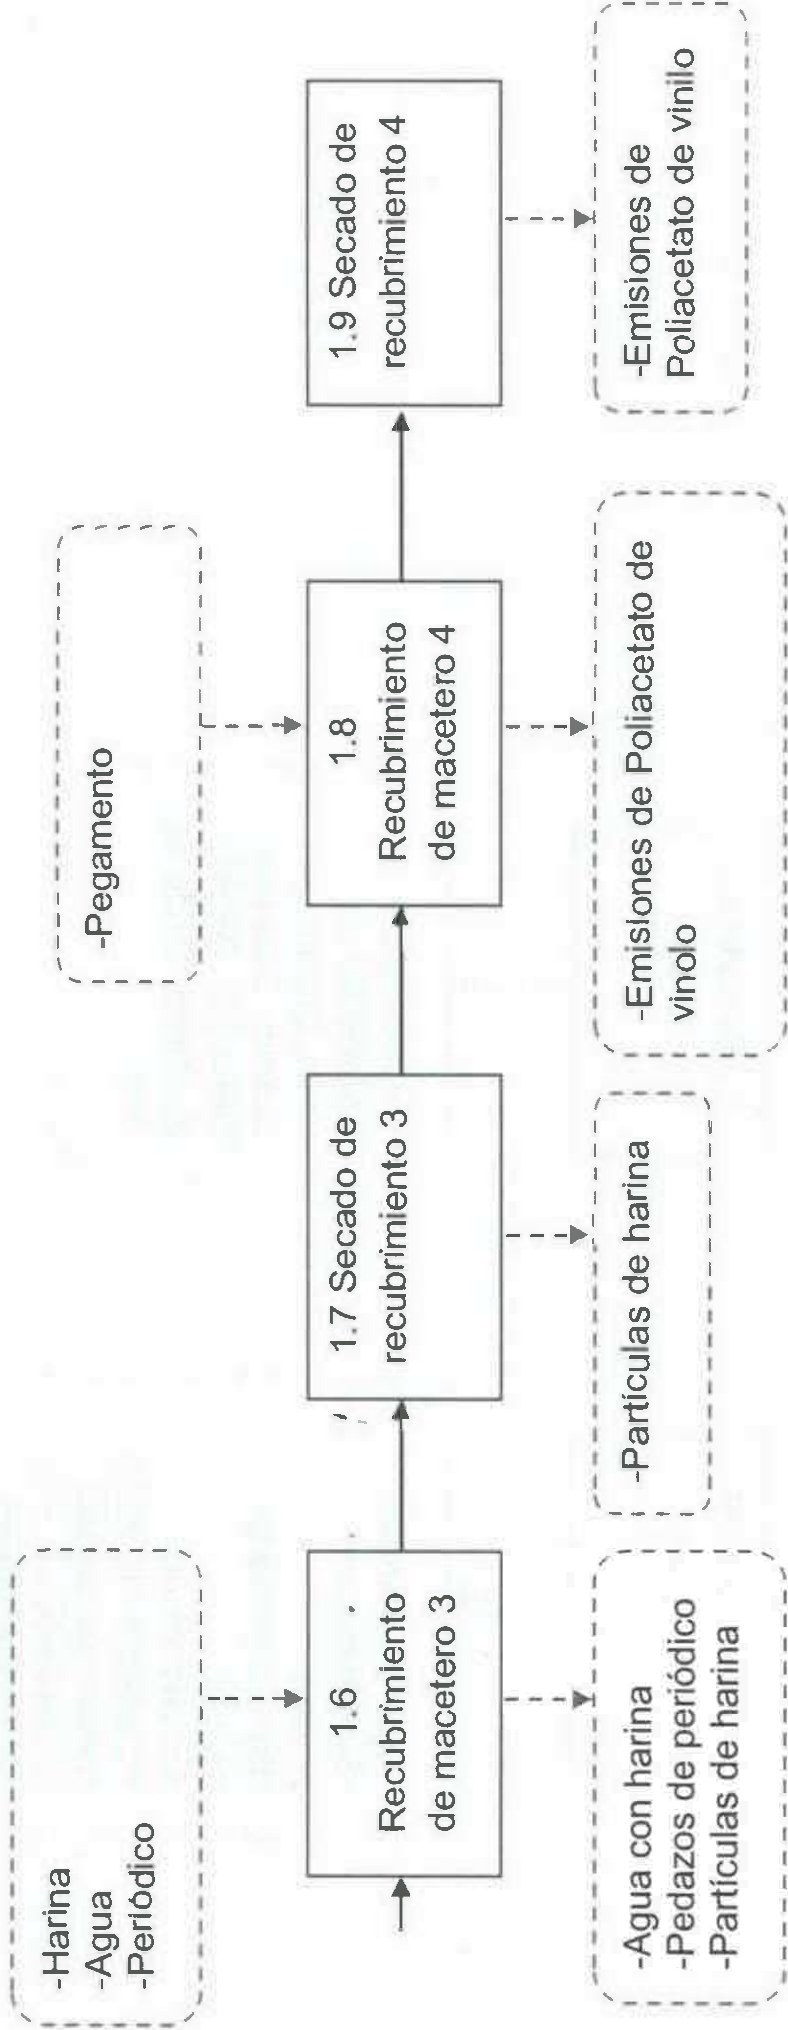 -Harina
-Agua
-Periódico
-Pegamento
1.6
Recubrimiento
de macetero 3
1.7 Secado de
recubrimiento 3
1.8
Recubrimiento
de macetero 4
1.9 Secado de
recubrimiento 4
-Agua con harina
-Pedazos de periódico
-Partículas de harina
-Partículas de harina
-Emisiones de Poliacetato de
vinolo
-Emisiones de
Poliacetato de vinilo